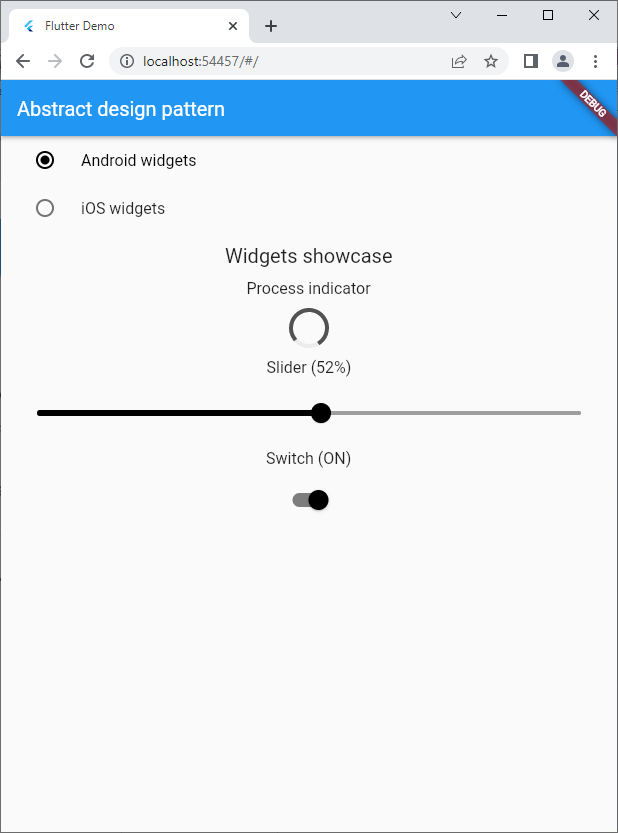 Flutter Demo
localhost:54457/#/
Abstract design pattern
DEBUG
Android widgets
iOS widgets
Widgets showcase
Process indicator
Slider (52%)
Switch (ON)